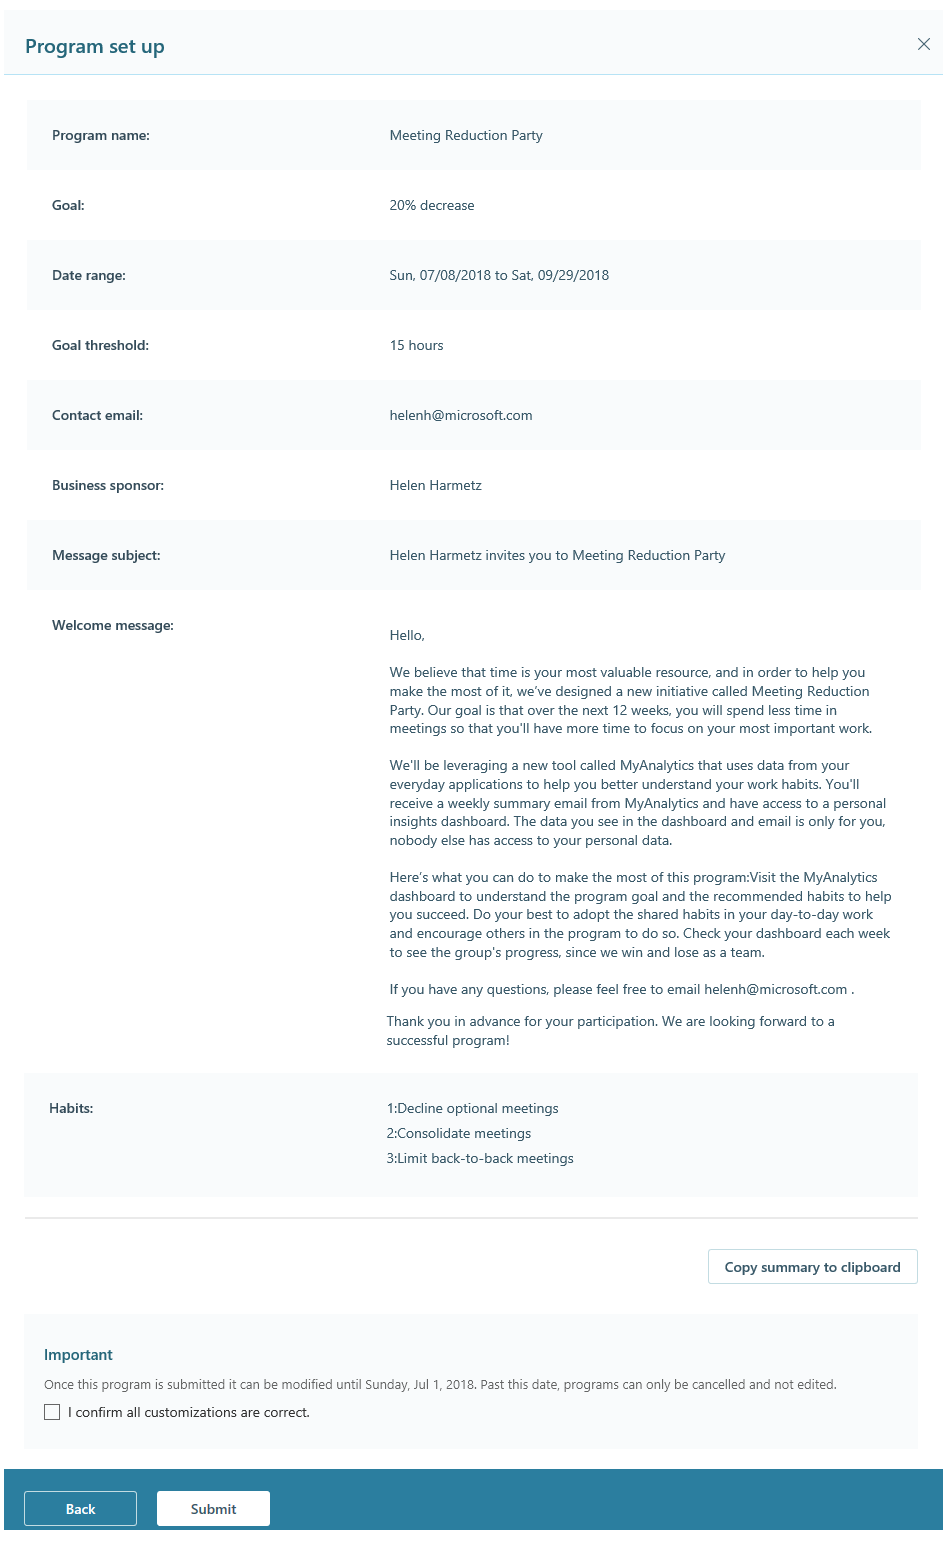 Program set up
Program name: Meeting Reduction Party
Goal: 20% decrease
Date range: Sun, 07/08/2018 to Sat, 09/29/2018
Goal threshold: 15 hours
Contact email: helenh@microsoft.com
Business sponsor: Helen Harmetz
Message subject: Helen Harmetz invites you to Meeting Reduction Party
Welcome message:
Hello,
We believe that time is your most valuable resource, and in order to help you
make the most of it, we’ve designed a new initiative called Meeting Reduction
Party. Our goal is that over the next 12 weeks, you will spend less time in
meetings so that you'll have more time to focus on your most important work.
We'll be leveraging a new tool called MyAnalytics that uses data from your
everyday applications to help you better understand your work habits. You'll
receive a weekly summary email from MyAnalytics and have access to a personal
insights dashboard. The data you see in the dashboard and email is only for you,
nobody else has access to your personal data.
Here’s what you can do to make the most of this program:Visit the MyAnalytics
dashboard to understand the program goal and the recommended habits to help
you succeed. Do your best to adopt the shared habits in your day-to-day work
and encourage others in the program to do so. Check your dashboard each week
to see the group's progress, since we win and lose as a team.
If you have any questions, please feel free to email helenh@microsoft.com .
Thank you in advance for your participation. We are looking forward to a
successful program!
Habits: 1:Decline optional meetings
2:Consolidate meetings
3:Limit back-to-back meetings
Copy summary to clipboard
Important
Once this program is submitted it can be modified until Sunday, Jul 1, 2018. Past this date, programs can only be cancelled and not edited.
I confirm all customizations are correct.
Back Submit